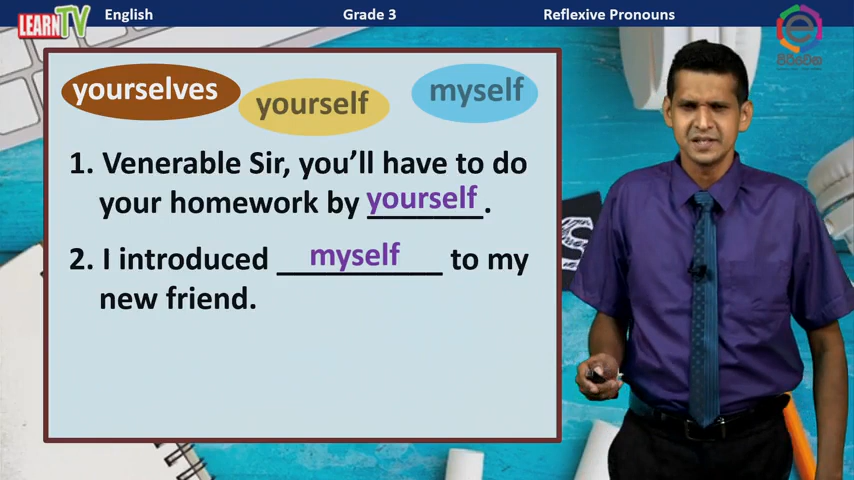 LEARN TV
English
Grade 3
Reflexive Pronouns
yourselves
yourself
myself
1. Venerable Sir, you’ll have to do
your homework by yourself.
2. I introduced myself to my
new friend.